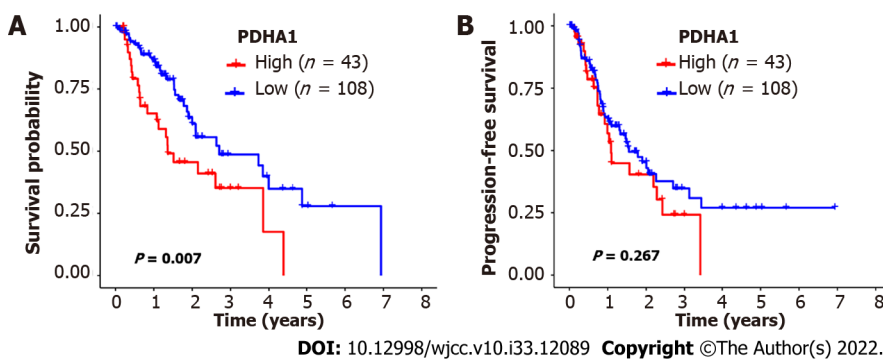 A
PDHA1
High (n = 43)
Low (n = 108)
Survival probability
1.00
0.75
0.50
0.25
0.00
P = 0.007
0 1 2 3 4 5 6 7 8
Time (years)
B
PDHA1
High (n = 43)
Low (n = 108)
Progression-free survival
1.00
0.75
0.50
0.25
0.00
P = 0.267
0 1 2 3 4 5 6 7 8
Time (years)
DOI: 10.12998/wjcc.v10.i33.12089 Copyright ©The Author(s) 2022.